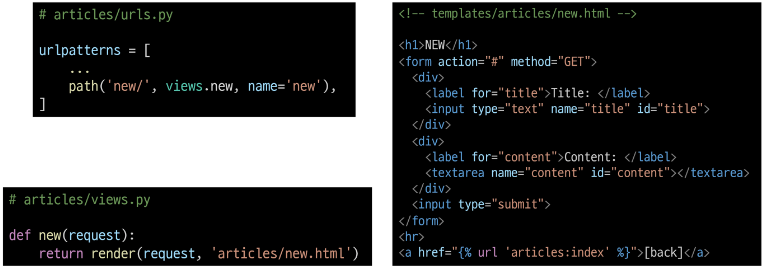 # articles/urls.py
urlpatterns = [
    ...
    path('new/', views.new, name='new'),
]
# articles/views.py
def new(request):
    return render(request, 'articles/new.html')
<!-- templates/articles/new.html -->
<h1>NEW</h1>
<form action="#" method="GET">
  <div>
    <label for="title">Title: </label>
    <input type="text" name="title" id="title">
  </div>
  <div>
    <label for="content">Content: </label>
    <textarea name="content" id="content"></textarea>
  </div>
  <input type="submit">
</form>
<hr>
<a href="{% url 'articles:index' %}">[back]</a>